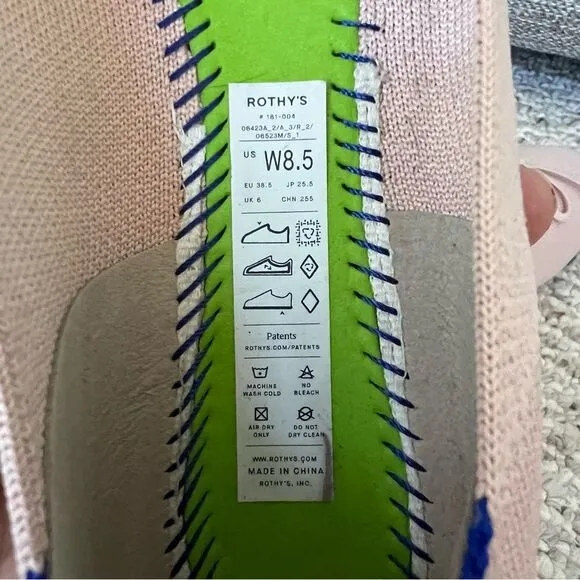 ROTHY'S
# 181-004
06423A_2/A_3/R_2/
06523M/S_1
US W8.5
EU 38.5 JP 25.5
UK 6 CHN 255
Patents
ROTHYS.COM/PATENTS
MACHINE WASH COLD NO BLEACH
AIR DRY ONLY DO NOT DRY CLEAN
WWW.ROTHYS.COM
MADE IN CHINA
ROTHY'S, INC.